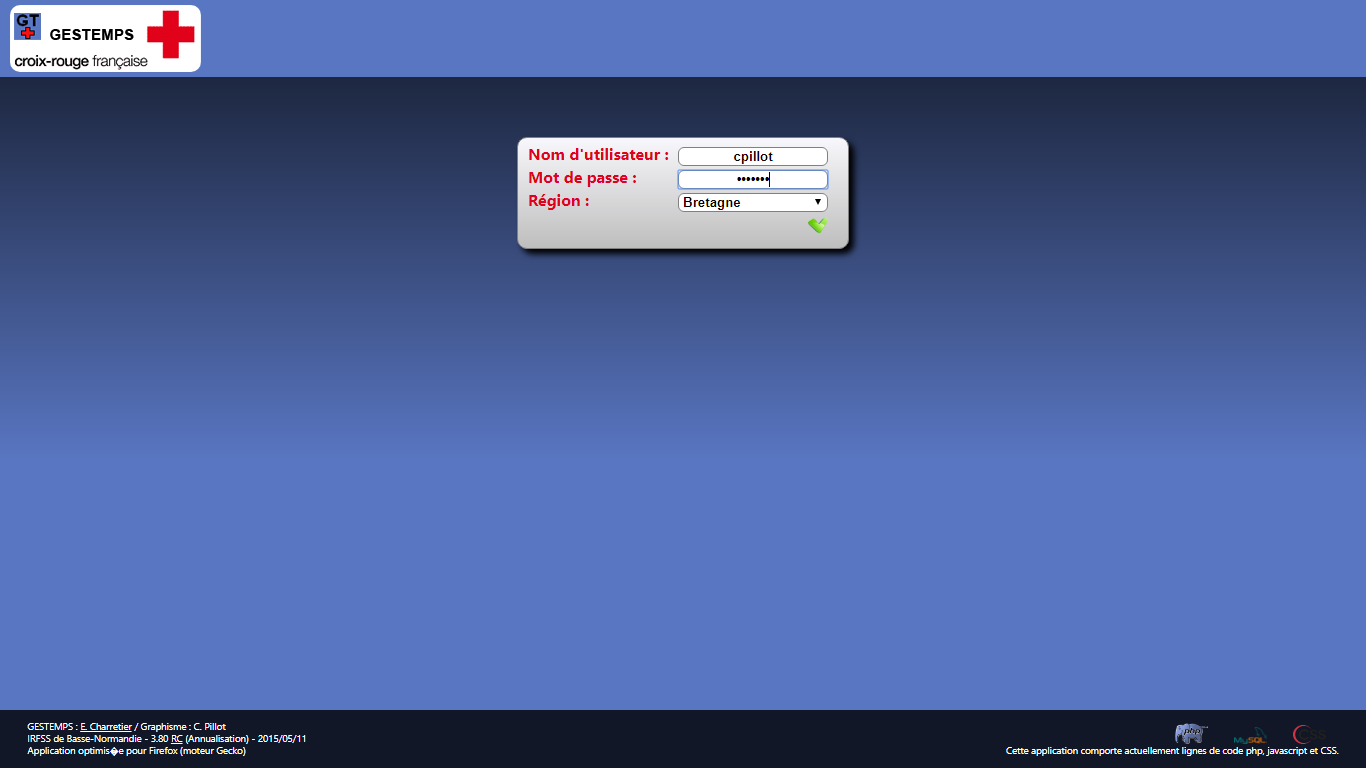 GT
GESTEMPS
croix-rouge française
Nom d'utilisateur : cpillot
Mot de passe : •••••••
Région : Bretagne
GESTEMPS : E. Charretier / Graphisme : C. Pillot
IRFSS de Basse-Normandie - 3.80 RC (Annualisation) - 2015/05/11
Application optimis�e pour Firefox (moteur Gecko)
php MySQL CSS
Cette application comporte actuellement lignes de code php, javascript et CSS.